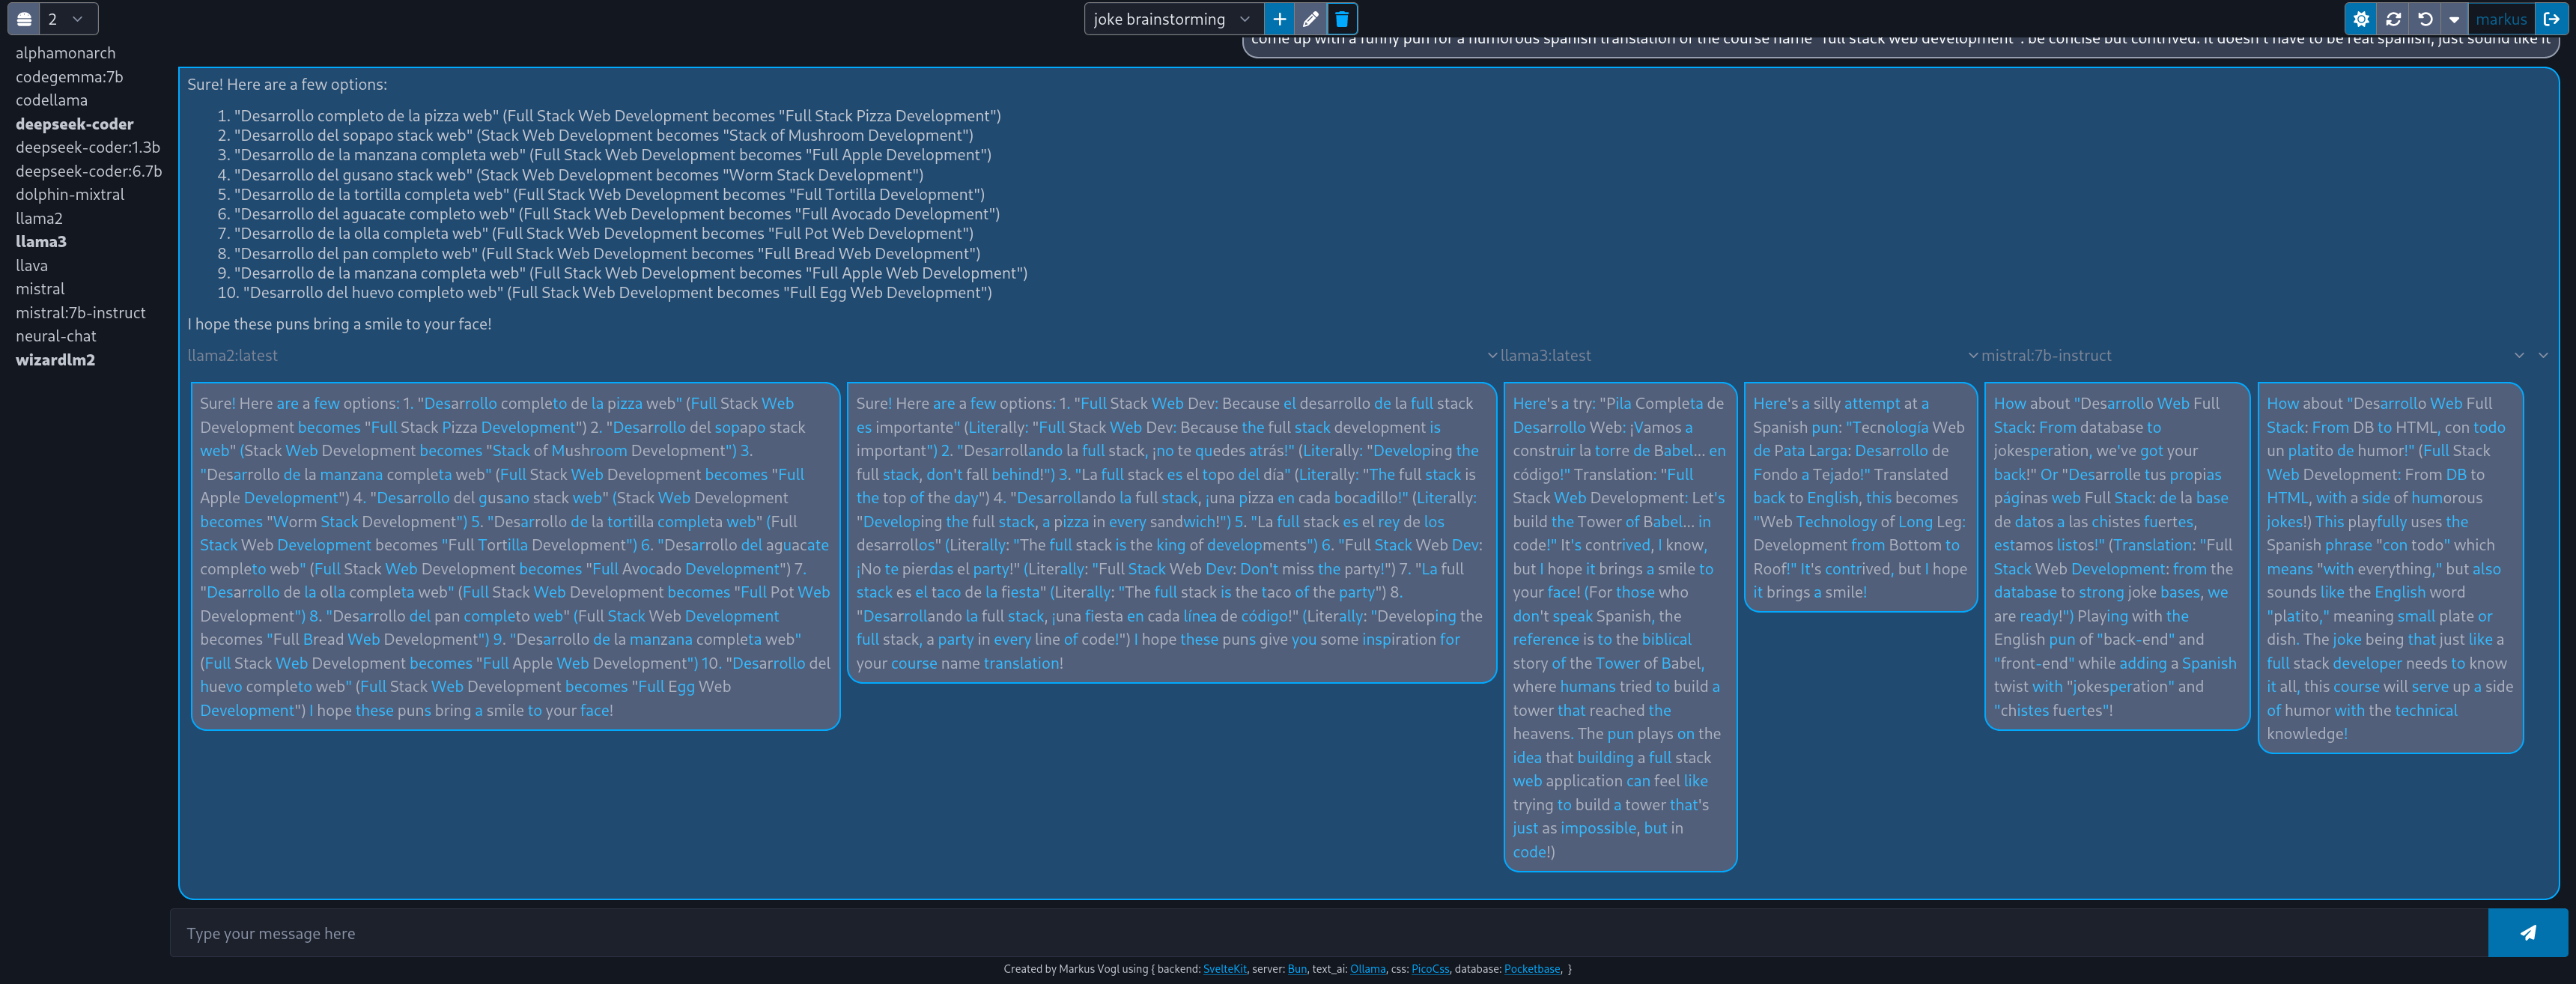 2
joke brainstorming
markus
alphamonarch
codegemma:7b
codellama
deepseek-coder
deepseek-coder:1.3b
deepseek-coder:6.7b
dolphin-mixtral
llama2
llama3
llava
mistral
mistral:7b-instruct
neural-chat
wizardlm2
come up with a funny pun for a humorous spanish translation of the course name "full stack web development". be concise but contrived. it doesn't have to be real spanish, just sound like it
Sure! Here are a few options:
1. "Desarrollo completo de la pizza web" (Full Stack Web Development becomes "Full Stack Pizza Development")
2. "Desarrollo del sopapo stack web" (Stack Web Development becomes "Stack of Mushroom Development")
3. "Desarrollo de la manzana completa web" (Full Stack Web Development becomes "Full Apple Development")
4. "Desarrollo del gusano stack web" (Stack Web Development becomes "Worm Stack Development")
5. "Desarrollo de la tortilla completa web" (Full Stack Web Development becomes "Full Tortilla Development")
6. "Desarrollo del aguacate completo web" (Full Stack Web Development becomes "Full Avocado Development")
7. "Desarrollo de la olla completa web" (Full Stack Web Development becomes "Full Pot Web Development")
8. "Desarrollo del pan completo web" (Full Stack Web Development becomes "Full Bread Web Development")
9. "Desarrollo de la manzana completa web" (Full Stack Web Development becomes "Full Apple Web Development")
10. "Desarrollo del huevo completo web" (Full Stack Web Development becomes "Full Egg Web Development")
I hope these puns bring a smile to your face!
llama2:latest
Sure! Here are a few options: 1. "Desarrollo completo de la pizza web" (Full Stack Web
Development becomes "Full Stack Pizza Development") 2. "Desarrollo del sopapo stack
web" (Stack Web Development becomes "Stack of Mushroom Development") 3.
"Desarrollo de la manzana completa web" (Full Stack Web Development becomes "Full
Apple Development") 4. "Desarrollo del gusano stack web" (Stack Web Development
becomes "Worm Stack Development") 5. "Desarrollo de la tortilla completa web" (Full
Stack Web Development becomes "Full Tortilla Development") 6. "Desarrollo del aguacate
completo web" (Full Stack Web Development becomes "Full Avocado Development") 7.
"Desarrollo de la olla completa web" (Full Stack Web Development becomes "Full Pot Web
Development") 8. "Desarrollo del pan completo web" (Full Stack Web Development
becomes "Full Bread Web Development") 9. "Desarrollo de la manzana completa web"
(Full Stack Web Development becomes "Full Apple Web Development") 10. "Desarrollo del
huevo completo web" (Full Stack Web Development becomes "Full Egg Web
Development") I hope these puns bring a smile to your face!
Sure! Here are a few options: 1. "Full Stack Web Dev: Because el desarrollo de la full stack
es importante" (Literally: "Full Stack Web Dev: Because the full stack development is
important") 2. "Desarrollando la full stack, ¡no te quedes atrás!" (Literally: "Developing the
full stack, don't fall behind!") 3. "La full stack es el topo del día" (Literally: "The full stack is
the top of the day") 4. "Desarrollando la full stack, ¡una pizza en cada bocadillo!" (Literally:
"Developing the full stack, a pizza in every sandwich!") 5. "La full stack es el rey de los
desarrollos" (Literally: "The full stack is the king of developments") 6. "Full Stack Web Dev:
¡No te pierdas el party!" (Literally: "Full Stack Web Dev: Don't miss the party!") 7. "La full
stack es el taco de la fiesta" (Literally: "The full stack is the taco of the party") 8.
"Desarrollando la full stack, ¡una fiesta en cada línea de código!" (Literally: "Developing the
full stack, a party in every line of code!") I hope these puns give you some inspiration for
your course name translation!
llama3:latest
Here's a try: "Pila Completa de
Desarrollo Web: ¡Vamos a
construir la torre de Babel... en
código!" Translation: "Full
Stack Web Development: Let's
build the Tower of Babel... in
code!" It's contrived, I know,
but I hope it brings a smile to
your face! (For those who
don't speak Spanish, the
reference is to the biblical
story of the Tower of Babel,
where humans tried to build a
tower that reached the
heavens. The pun plays on the
idea that building a full stack
web application can feel like
trying to build a tower that's
just as impossible, but in
code!)
Here's a silly attempt at a
Spanish pun: "Tecnología Web
de Pata Larga: Desarrollo de
Fondo a Tejado!" Translated
back to English, this becomes
"Web Technology of Long Leg:
Development from Bottom to
Roof!" It's contrived, but I hope
it brings a smile!
mistral:7b-instruct
How about "Desarrollo Web Full
Stack: From database to
jokesperation, we've got your
back!" Or "Desarrolle tus propias
páginas web Full Stack: de la base
de datos a las chistes fuertes,
estamos listos!" (Translation: "Full
Stack Web Development: from the
database to strong joke bases, we
are ready!") Playing with the
English pun of "back-end" and
"front-end" while adding a Spanish
twist with "jokesperation" and
"chistes fuertes"!
How about "Desarrollo Web Full
Stack: From DB to HTML, con todo
un platito de humor!" (Full Stack
Web Development: From DB to
HTML, with a side of humorous
jokes!) This playfully uses the
Spanish phrase "con todo" which
means "with everything," but also
sounds like the English word
"platito," meaning small plate or
dish. The joke being that just like a
full stack developer needs to know
it all, this course will serve up a side
of humor with the technical
knowledge!
Type your message here
Created by Markus Vogl using { backend: SvelteKit, server: Bun, text_ai: Ollama, css: PicoCss, database: Pocketbase, }